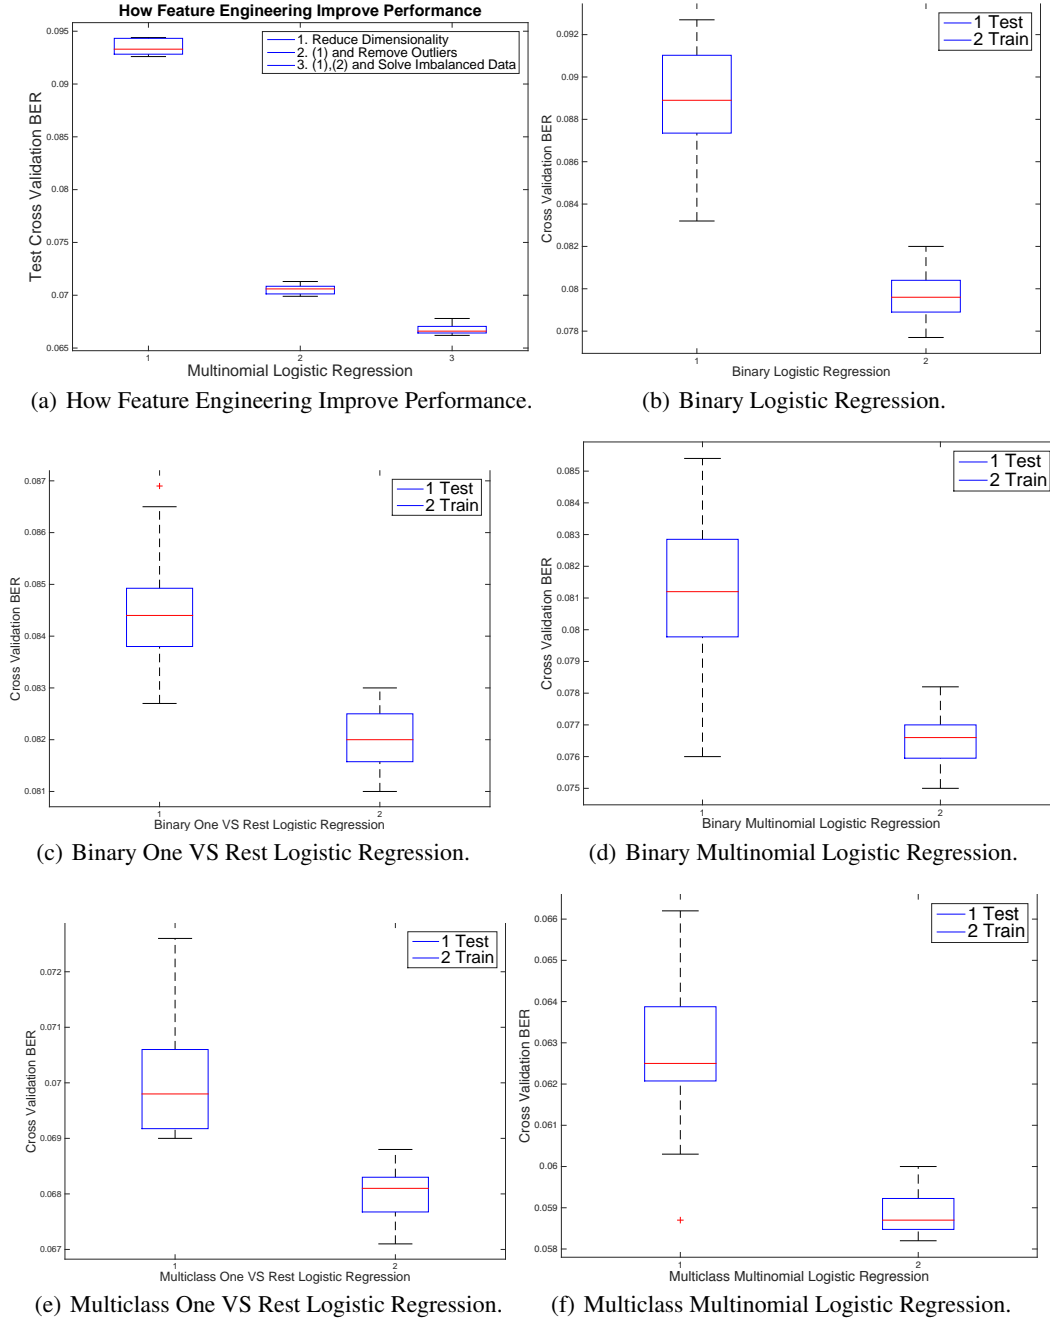 How Feature Engineering Improve Performance
0.095
0.09
0.085
0.08
0.075
0.07
0.065
Test Cross Validation BER
1. Reduce Dimensionality
2. (1) and Remove Outliers
3. (1),(2) and Solve Imbalanced Data
1 2 3
Multinomial Logistic Regression
(a) How Feature Engineering Improve Performance.
0.092
0.09
0.088
0.086
0.084
0.082
0.08
0.078
Cross Validation BER
1 Test
2 Train
1 2
Binary Logistic Regression
(b) Binary Logistic Regression.
0.087
0.086
0.085
0.084
0.083
0.082
0.081
Cross Validation BER
1 Test
2 Train
1 2
Binary One VS Rest Logistic Regression
(c) Binary One VS Rest Logistic Regression.
0.085
0.084
0.083
0.082
0.081
0.08
0.079
0.078
0.077
0.076
0.075
Cross Validation BER
1 Test
2 Train
1 2
Binary Multinomial Logistic Regression
(d) Binary Multinomial Logistic Regression.
0.072
0.071
0.07
0.069
0.068
0.067
Cross Validation BER
1 Test
2 Train
1 2
Multiclass One VS Rest Logistic Regression
(e) Multiclass One VS Rest Logistic Regression.
0.066
0.065
0.064
0.063
0.062
0.061
0.06
0.059
0.058
Cross Validation BER
1 Test
2 Train
1 2
Multiclass Multinomial Logistic Regression
(f) Multiclass Multinomial Logistic Regression.